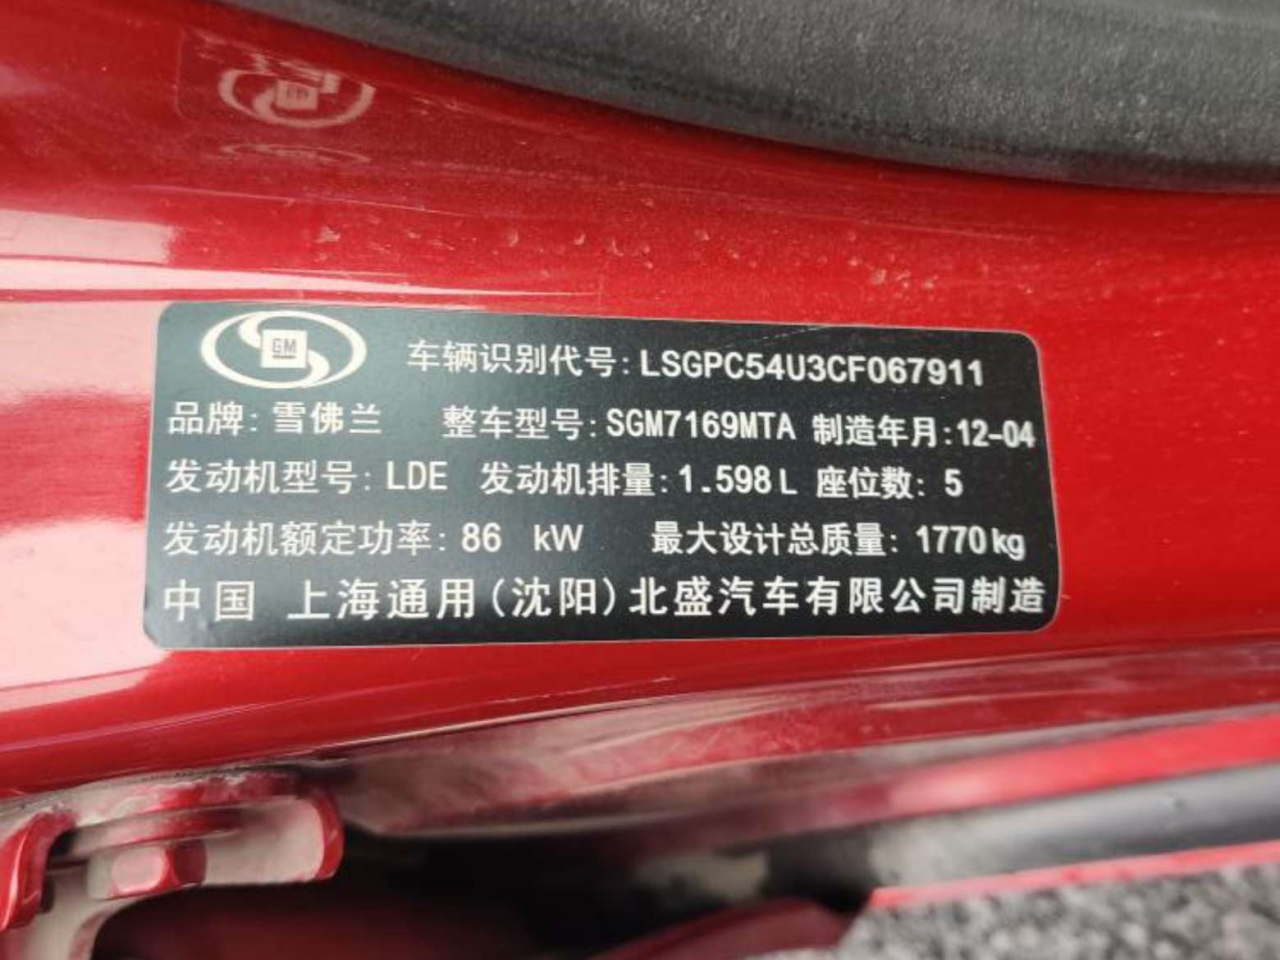 GM
车辆识别代号:LSGPC54U3CF067911
品牌:雪佛兰 整车型号:SGM7169MTA 制造年月:12-04
发动机型号:LDE 发动机排量:1.598L 座位数:5
发动机额定功率:86 kW 最大设计总质量:1770kg
中国 上海通用(沈阳)北盛汽车有限公司制造